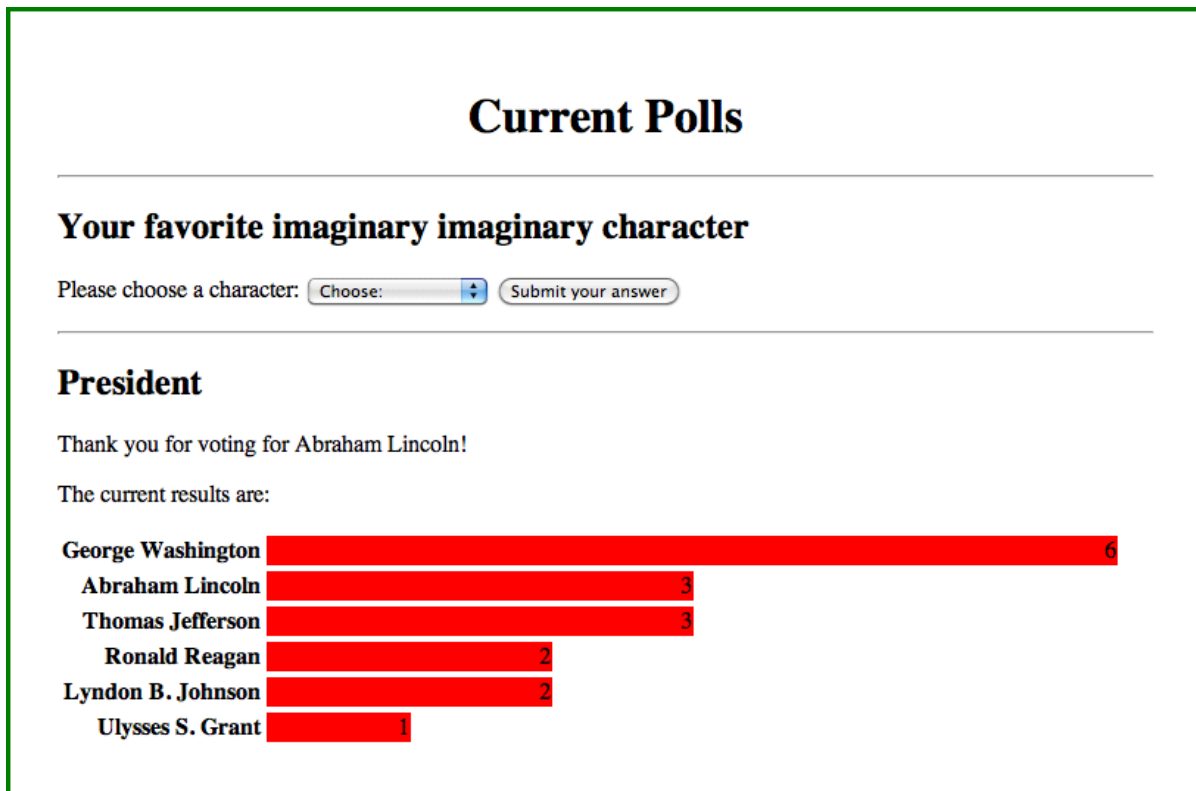 Current Polls
Your favorite imaginary imaginary character
Please choose a character: Choose: Submit your answer
President
Thank you for voting for Abraham Lincoln!
The current results are:
George Washington 6
Abraham Lincoln 3
Thomas Jefferson 3
Ronald Reagan 2
Lyndon B. Johnson 2
Ulysses S. Grant 1